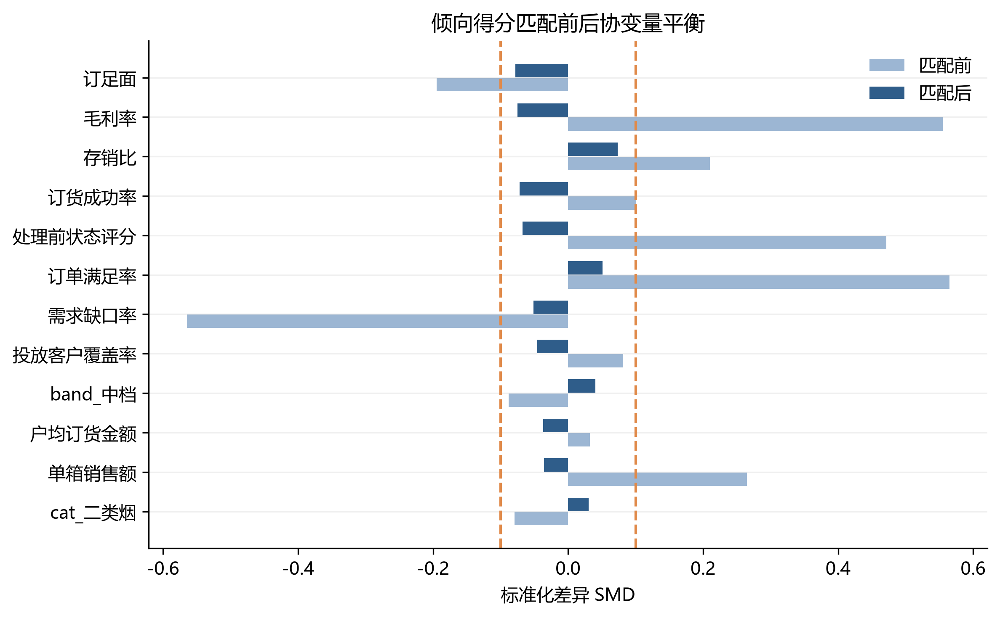 倾向得分匹配前后协变量平衡
匹配前
匹配后
订足面
毛利率
存销比
订货成功率
处理前状态评分
订单满足率
需求缺口率
投放客户覆盖率
band_中档
户均订货金额
单箱销售额
cat_二类烟
-0.6 -0.4 -0.2 0.0 0.2 0.4 0.6
标准化差异 SMD